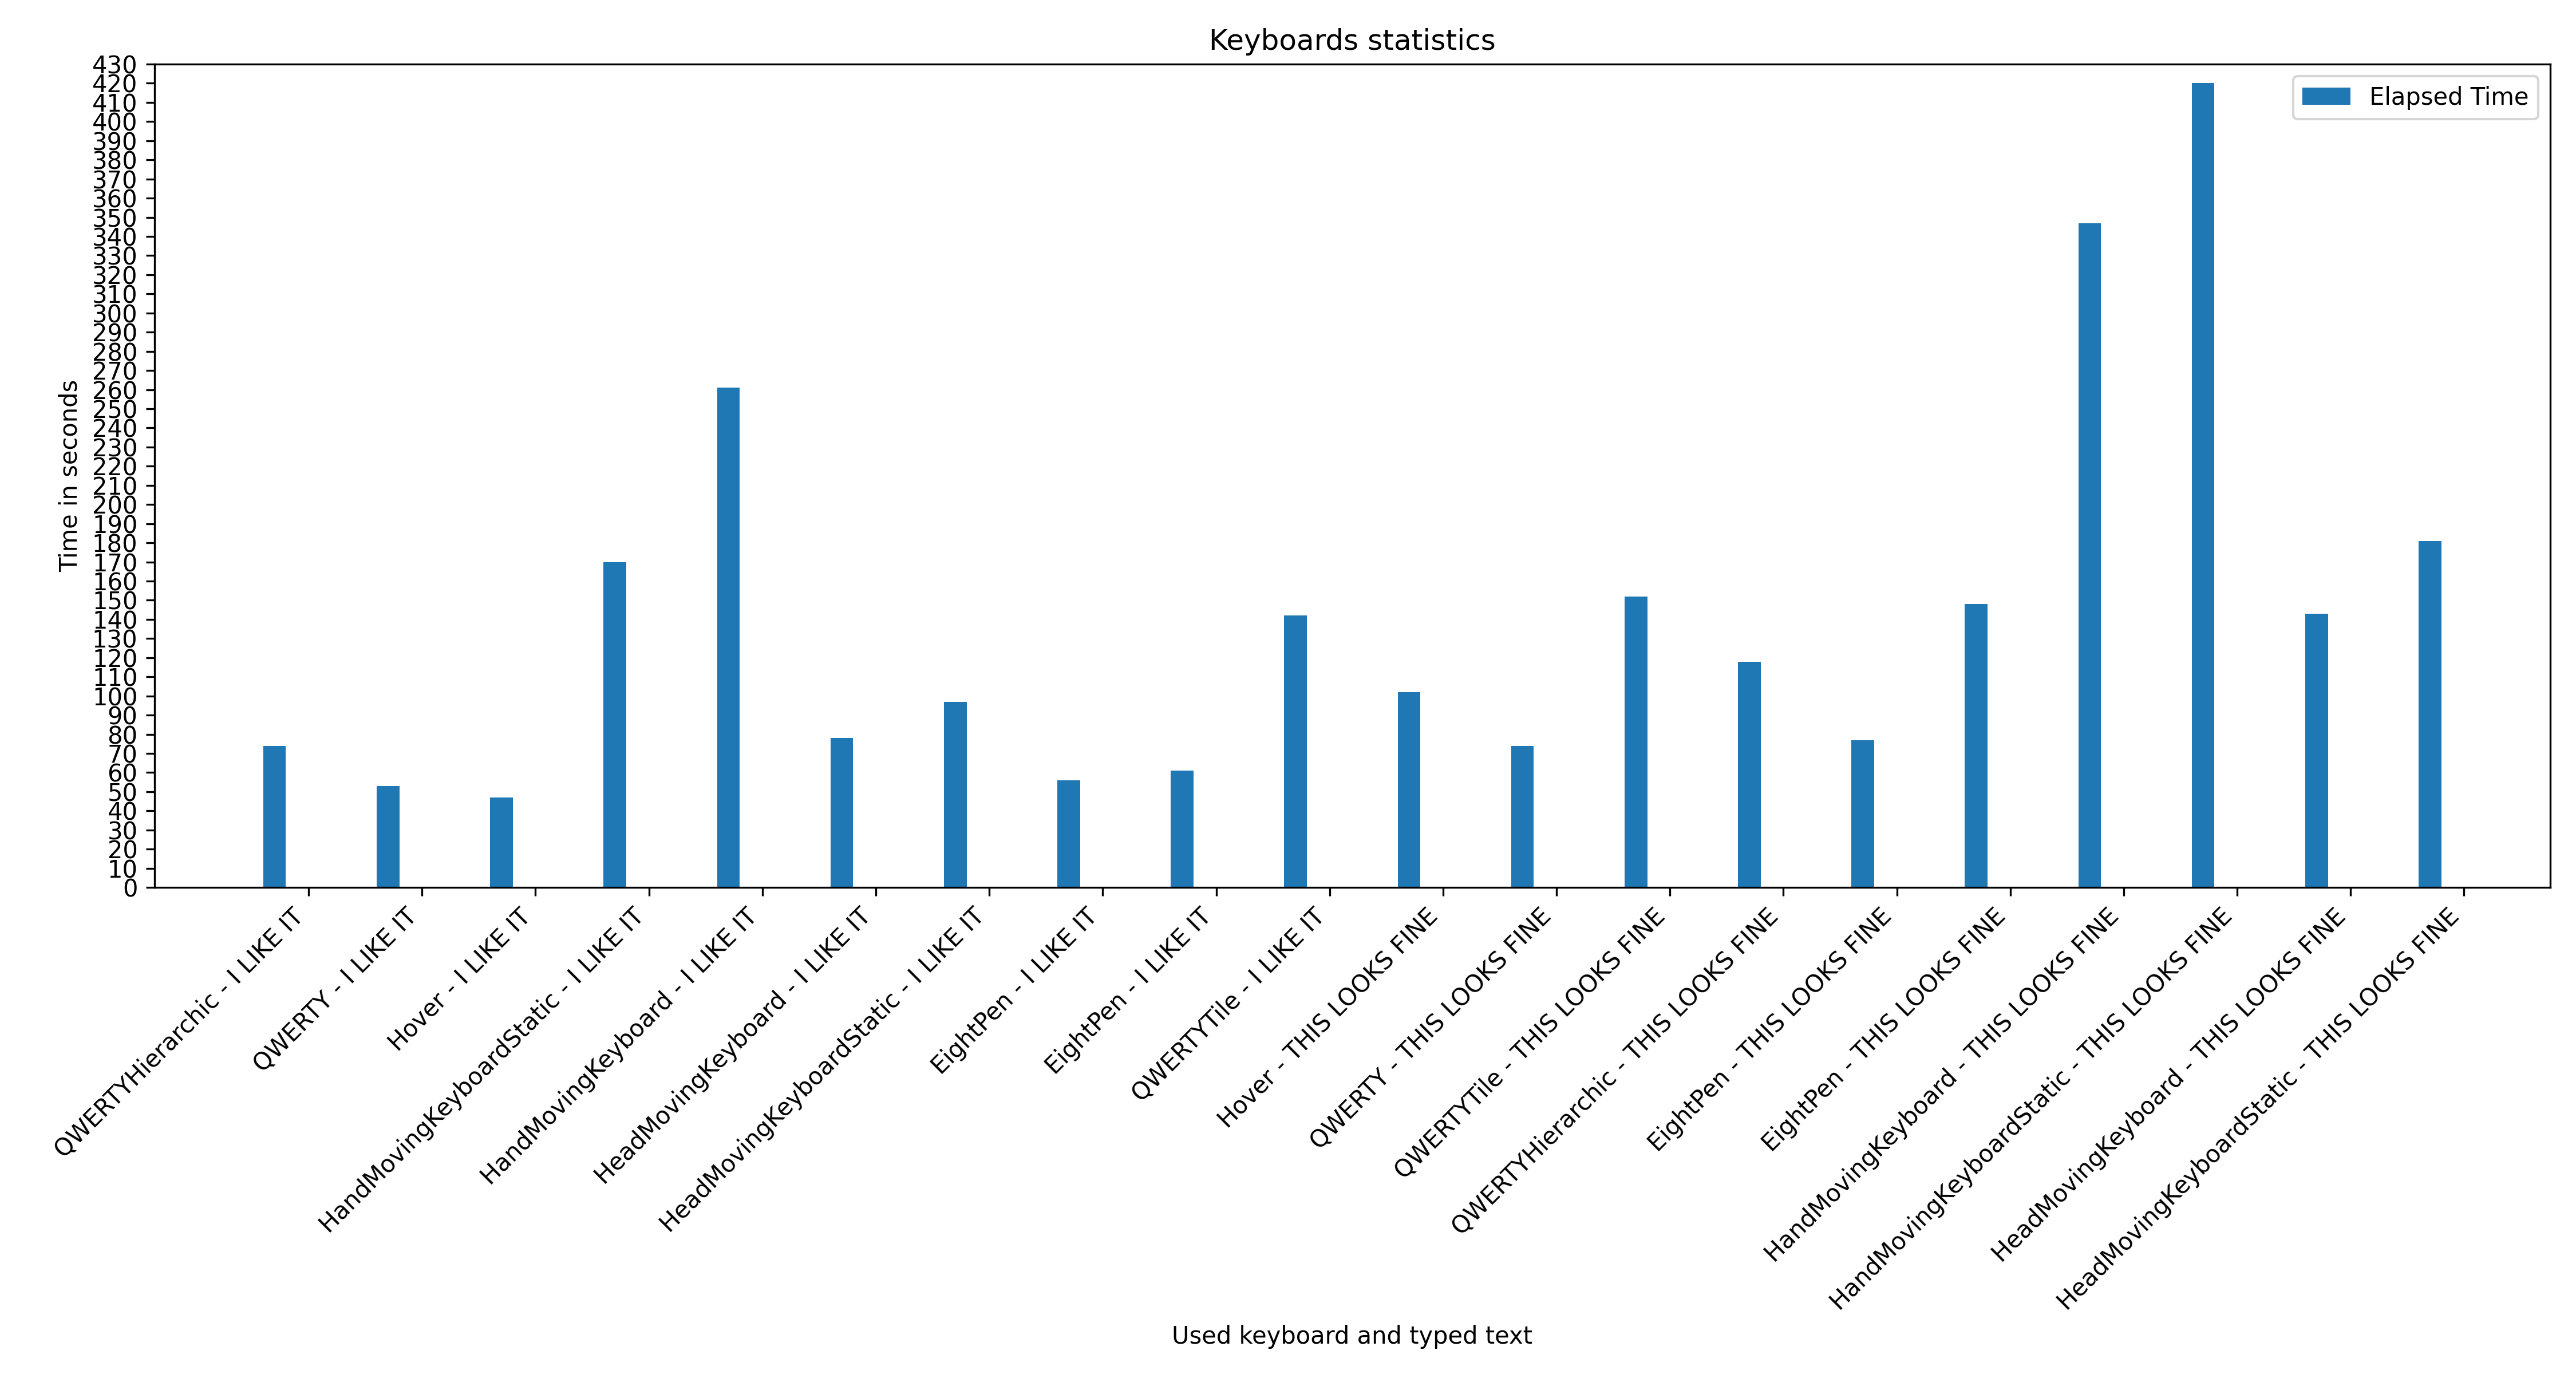 Keyboards statistics
430
420
410
400
390
380
370
360
350
340
330
320
310
300
290
280
270
260
250
240
230
220
210
200
190
180
170
160
150
140
130
120
110
100
90
80
70
60
50
40
30
20
10
0
Time in seconds
Elapsed Time
QWERTYHierarchic - I LIKE IT
QWERTY - I LIKE IT
Hover - I LIKE IT
HandMovingKeyboardStatic - I LIKE IT
HandMovingKeyboard - I LIKE IT
HeadMovingKeyboard - I LIKE IT
HeadMovingKeyboardStatic - I LIKE IT
EightPen - I LIKE IT
EightPen - I LIKE IT
QWERTYTile - I LIKE IT
Hover - THIS LOOKS FINE
QWERTY - THIS LOOKS FINE
QWERTYTile - THIS LOOKS FINE
QWERTYHierarchic - THIS LOOKS FINE
EightPen - THIS LOOKS FINE
EightPen - THIS LOOKS FINE
HandMovingKeyboard - THIS LOOKS FINE
HandMovingKeyboardStatic - THIS LOOKS FINE
HeadMovingKeyboard - THIS LOOKS FINE
HeadMovingKeyboardStatic - THIS LOOKS FINE
Used keyboard and typed text